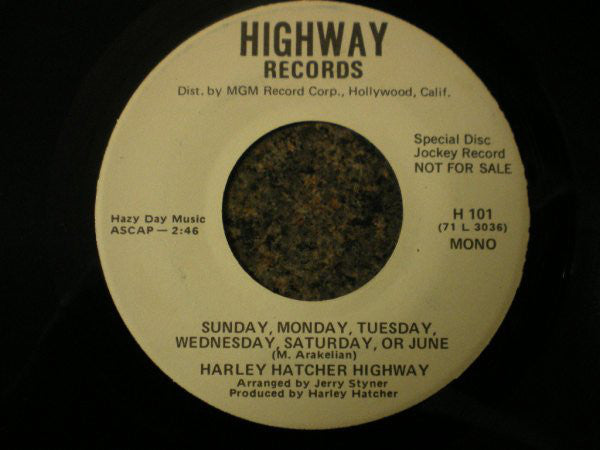 HIGHWAY
RECORDS
Dist. by MGM Record Corp., Hollywood, Calif.
Special Disc
Jockey Record
NOT FOR SALE
Hazy Day Music
ASCAP — 2:46
H 101
(71 L 3036)
MONO
SUNDAY, MONDAY, TUESDAY,
WEDNESDAY, SATURDAY, OR JUNE
(M. Arakelian)
HARLEY HATCHER HIGHWAY
Arranged by Jerry Styner
Produced by Harley Hatcher